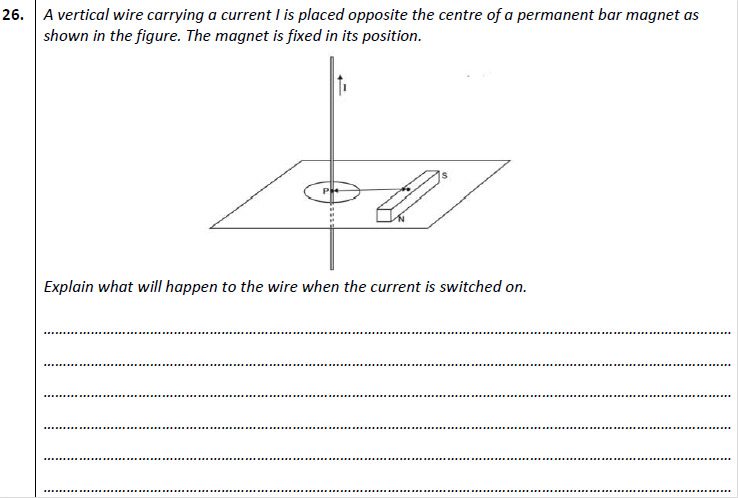 26. A vertical wire carrying a current I is placed opposite the centre of a permanent bar magnet as
shown in the figure. The magnet is fixed in its position.
I
S
P
N
Explain what will happen to the wire when the current is switched on.